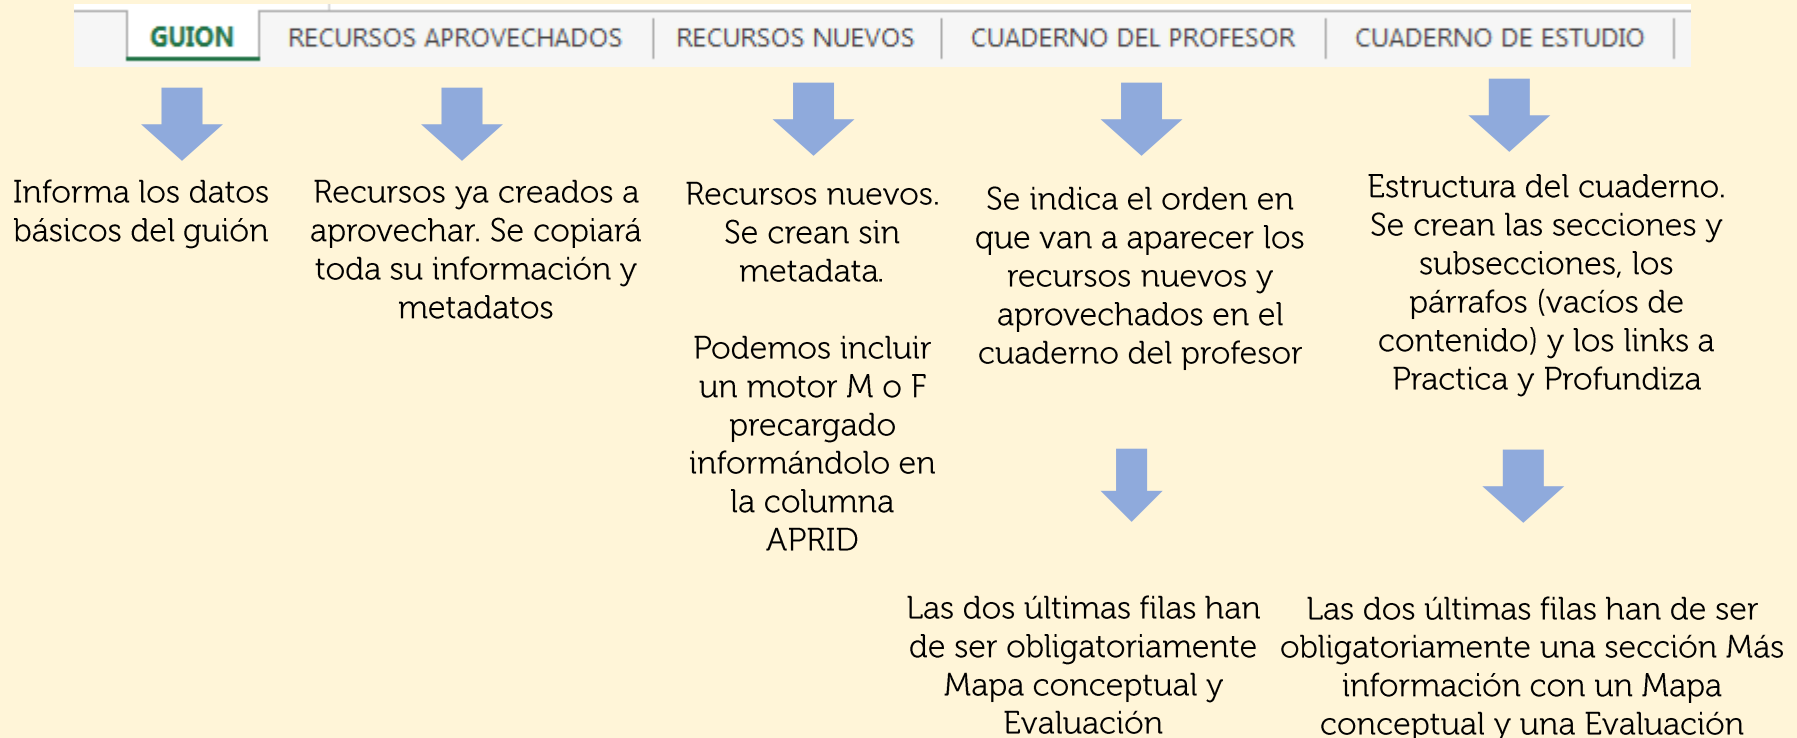 GUION
RECURSOS APROVECHADOS
RECURSOS NUEVOS
CUADERNO DEL PROFESOR
CUADERNO DE ESTUDIO
Informa los datos
básicos del guión
Recursos ya creados a
aprovechar. Se copiará
toda su información y
metadatos
Recursos nuevos.
Se crean sin
metadata.
Podemos incluir
un motor M o F
precargado
informándolo en
la columna
APRID
Se indica el orden en
que van a aparecer los
recursos nuevos y
aprovechados en el
cuaderno del profesor
Las dos últimas filas han
de ser obligatoriamente
Mapa conceptual y
Evaluación
Estructura del cuaderno.
Se crean las secciones y
subsecciones, los
párrafos (vacíos de
contenido) y los links a
Practica y Profundiza
Las dos últimas filas han de ser
obligatoriamente una sección Más
información con un Mapa
conceptual y una Evaluación